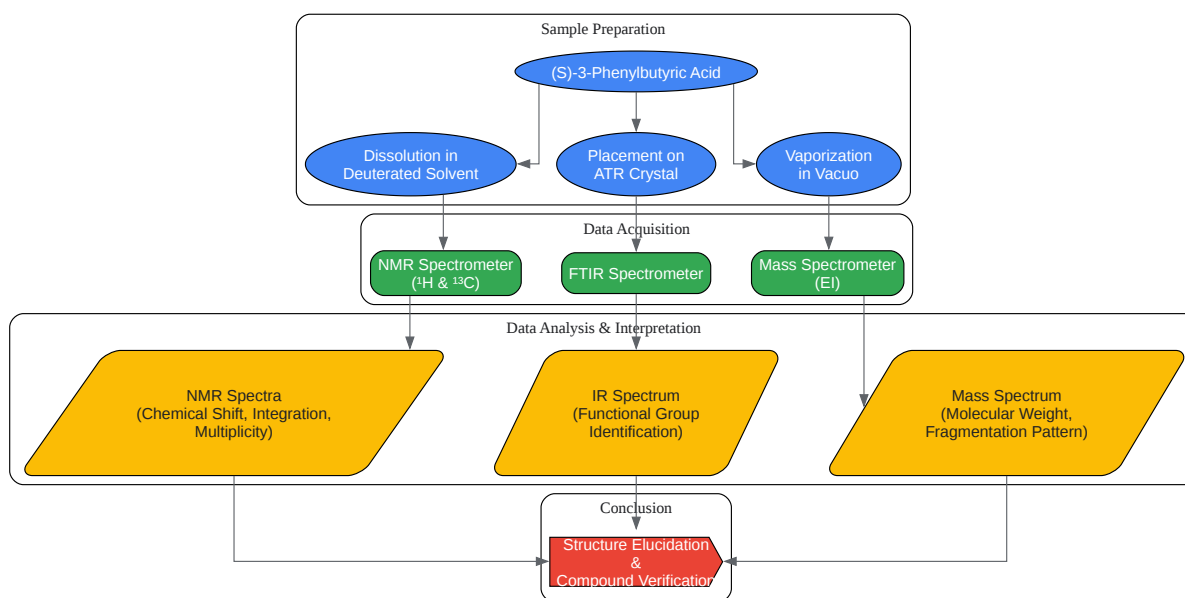 Sample Preparation
(S)-3-Phenylbutyric Acid
Dissolution in
Deuterated Solvent
Placement on
ATR Crystal
Vaporization
in Vacuo
Data Acquisition
NMR Spectrometer
(¹H & ¹³C)
FTIR Spectrometer
Mass Spectrometer
(EI)
Data Analysis & Interpretation
NMR Spectra
(Chemical Shift, Integration,
Multiplicity)
IR Spectrum
(Functional Group
Identification)
Mass Spectrum
(Molecular Weight,
Fragmentation Pattern)
Conclusion
Structure Elucidation
&
Compound Verification